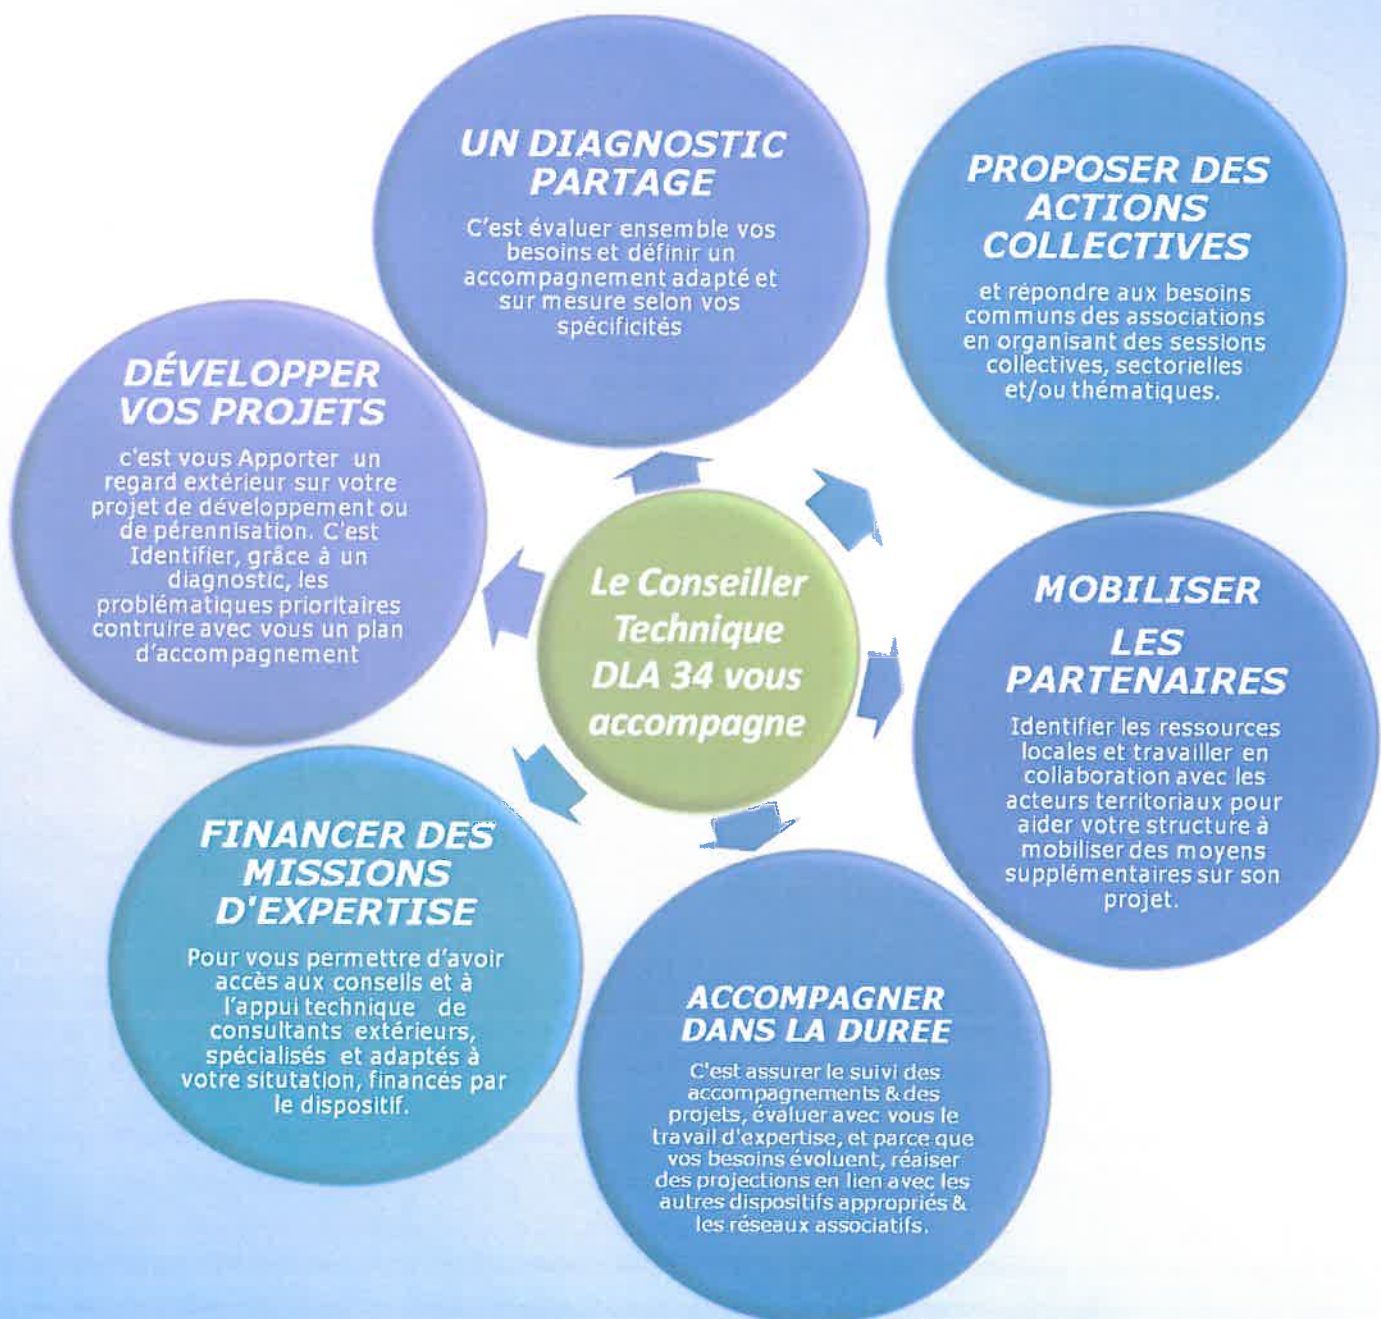 UN DIAGNOSTIC
PARTAGE
C'est évaluer ensemble vos
besoins et définir un
accompagnement adapté et
sur mesure selon vos
spécificités
PROPOSER DES
ACTIONS
COLLECTIVES
et répondre aux besoins
communs des associations
en organisant des sessions
collectives, sectorielles
et/ou thématiques.
DÉVELOPPER
VOS PROJETS
c'est vous Apporter un
regard extérieur sur votre
projet de développement ou
de pérennisation. C'est
Identifier, grâce à un
diagnostic, les
problématiques prioritaires
contruire avec vous un plan
d'accompagnement
Le Conseiller
Technique
DLA 34 vous
accompagne
MOBILISER
LES
PARTENAIRES
Identifier les ressources
locales et travailler en
collaboration avec les
acteurs territoriaux pour
aider votre structure à
mobiliser des moyens
supplémentaires sur son
projet.
FINANCER DES
MISSIONS
D'EXPERTISE
Pour vous permettre d'avoir
accès aux conseils et à
l'appui technique de
consultants extérieurs,
spécialisés et adaptés à
votre situtation, financés par
le dispositif.
ACCOMPAGNER
DANS LA DUREE
C'est assurer le suivi des
accompagnements & des
projets, évaluer avec vous le
travail d'expertise, et parce que
vos besoins évoluent, réaiser
des projections en lien avec les
autres dispositifs appropriés &
les réseaux associatifs.